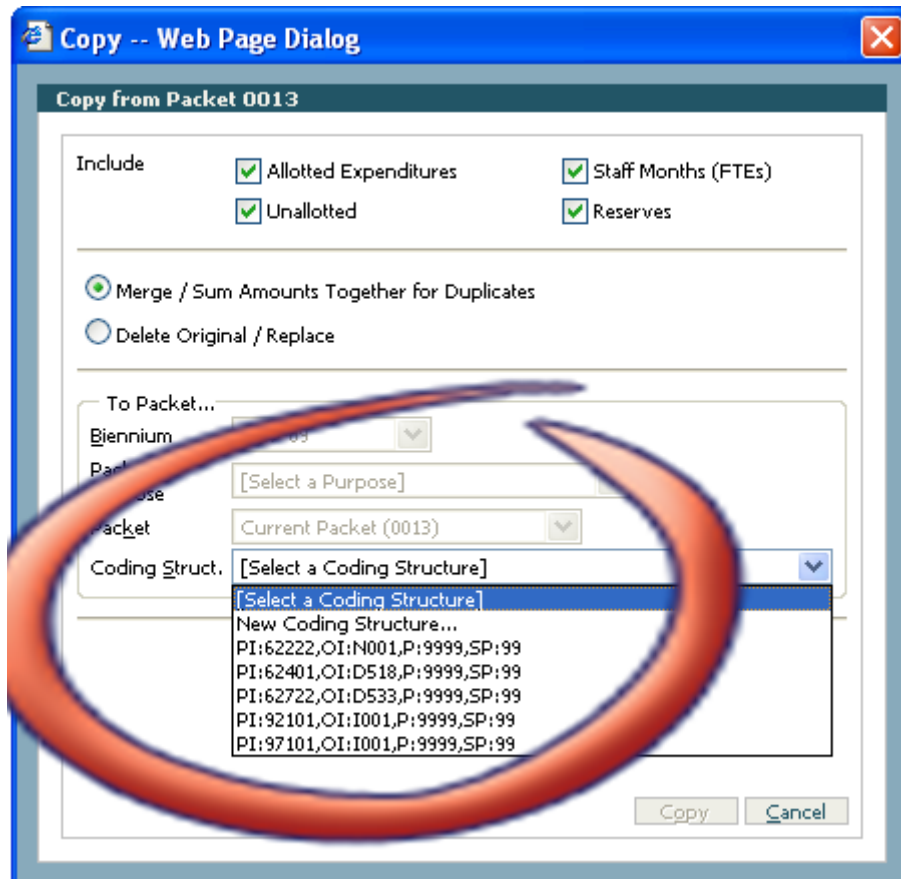 Copy -- Web Page Dialog
Copy from Packet 0013
Include
Allotted Expenditures
Staff Months (FTEs)
Unallotted
Reserves
Merge / Sum Amounts Together for Duplicates
Delete Original / Replace
To Packet...
Biennium
[Select a Purpose]
Packet
Current Packet (0013)
Coding Struct.
[Select a Coding Structure]
[Select a Coding Structure]
New Coding Structure...
PI:62222,OI:N001,P:9999,SP:99
PI:62401,OI:D518,P:9999,SP:99
PI:62722,OI:D533,P:9999,SP:99
PI:92101,OI:I001,P:9999,SP:99
PI:97101,OI:I001,P:9999,SP:99
Copy
Cancel